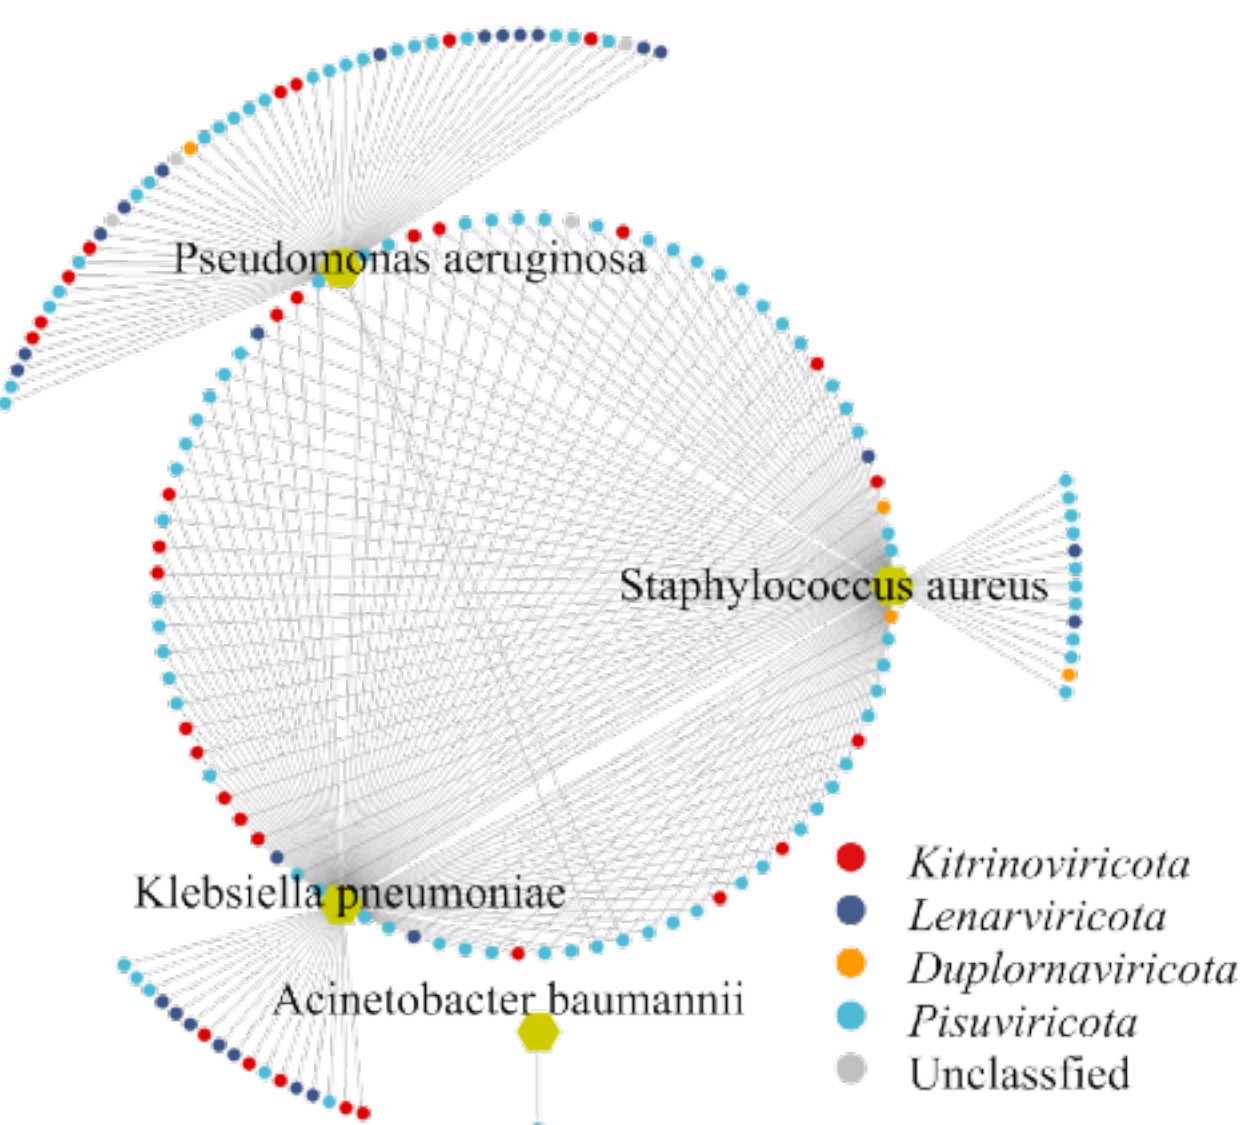 Pseudomonas aeruginosa
Staphylococcus aureus
Klebsiella pneumoniae
Acinetobacter baumannii
Kitrinoviricota
Lenarviricota
Duplornaviricota
Pisuviricota
Unclassfied